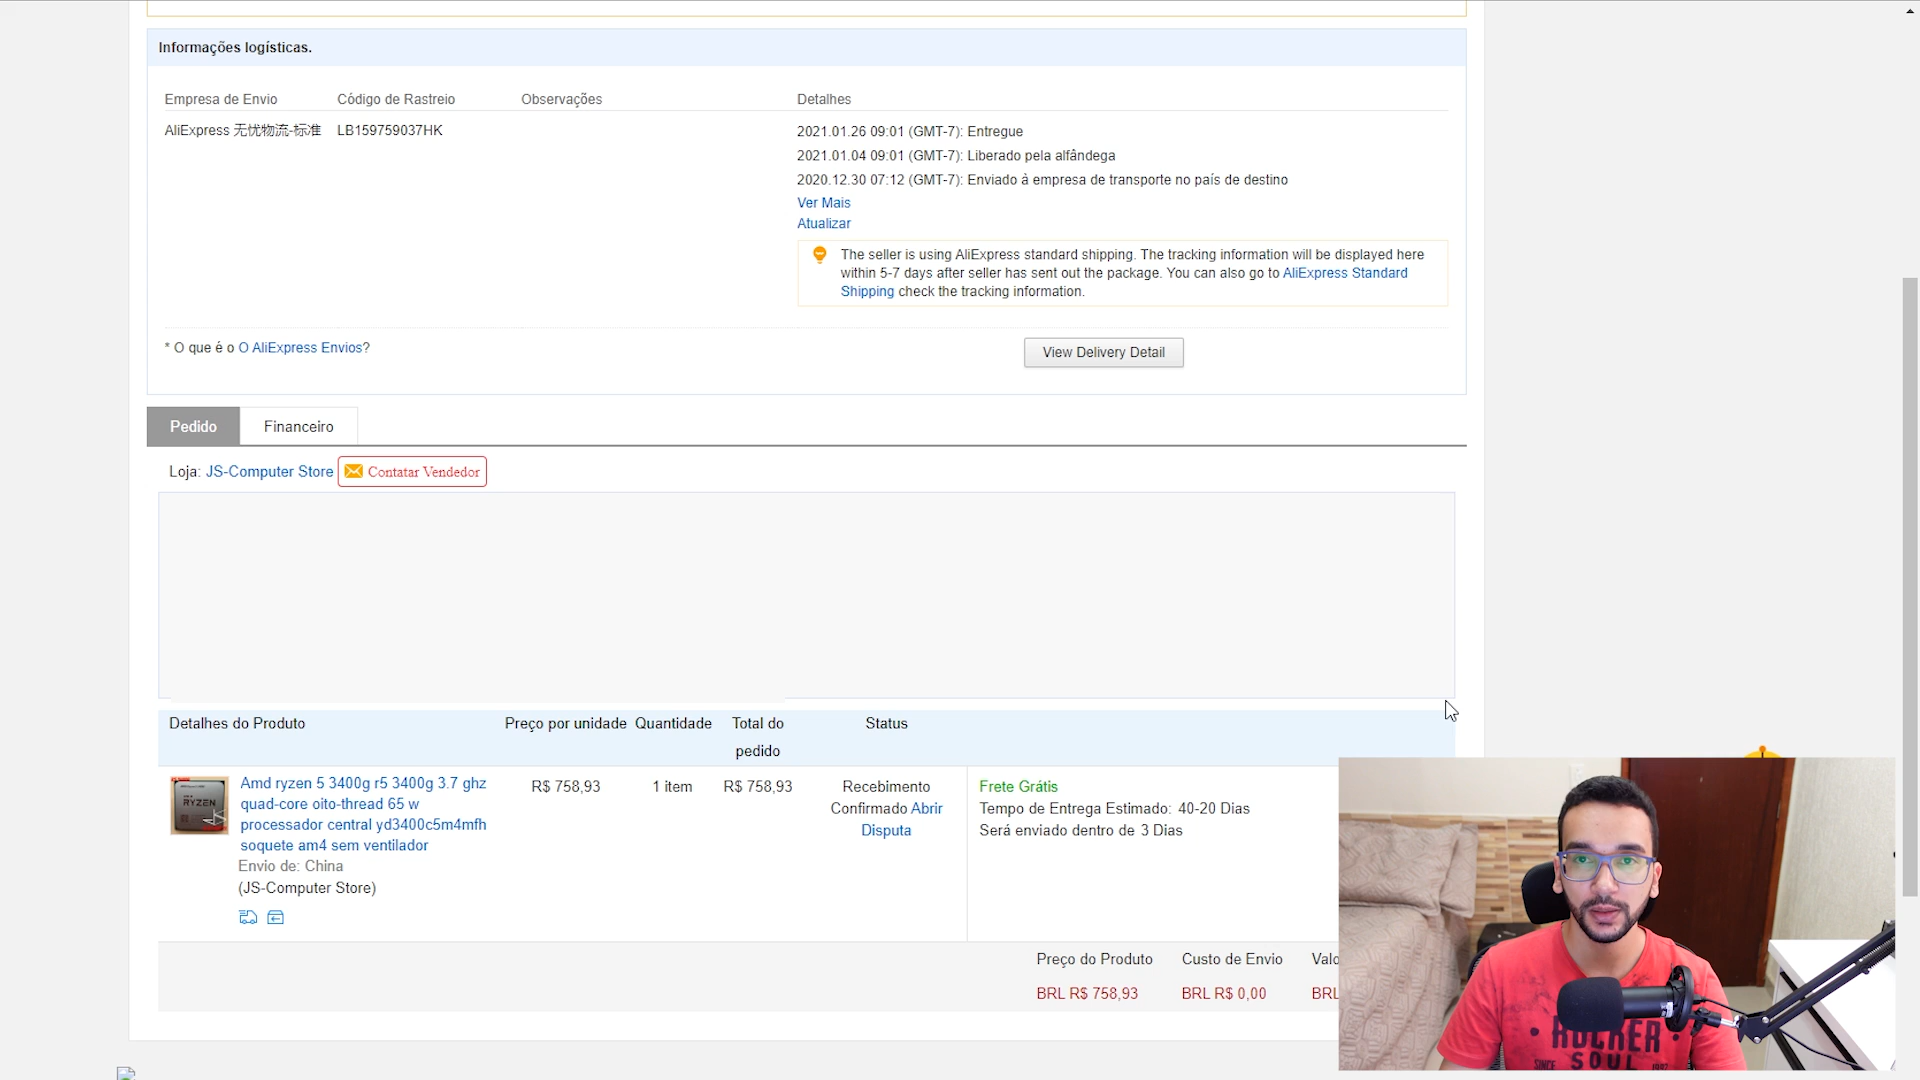 Informações logísticas.
Empresa de Envio Código de Rastreio Observações Detalhes
AliExpress 无忧物流-标准 LB159759037HK
2021.01.26 09:01 (GMT-7): Entregue
2021.01.04 09:01 (GMT-7): Liberado pela alfândega
2020.12.30 07:12 (GMT-7): Enviado à empresa de transporte no país de destino
Ver Mais
Atualizar
The seller is using AliExpress standard shipping. The tracking information will be displayed here
within 5-7 days after seller has sent out the package. You can also go to AliExpress Standard
Shipping check the tracking information.
* O que é o O AliExpress Envios?
View Delivery Detail
Pedido Financeiro
Loja: JS-Computer Store Contatar Vendedor
Detalhes do Produto Preço por unidade Quantidade Total do
pedido
Status
RYZEN
Amd ryzen 5 3400g r5 3400g 3.7 ghz
quad-core oito-thread 65 w
processador central yd3400c5m4mfh
soquete am4 sem ventilador
Envio de: China
(JS-Computer Store)
R$ 758,93 1 item R$ 758,93
Recebimento
Confirmado Abrir
Disputa
Frete Grátis
Tempo de Entrega Estimado: 40-20 Dias
Será enviado dentro de 3 Dias
Preço do Produto Custo de Envio Valo
BRL R$ 758,93 BRL R$ 0,00 BRL
ROCKER
SINCE SOUL 1987